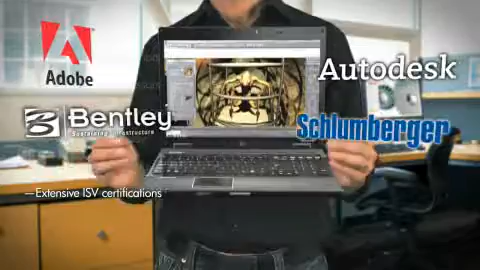 Adobe
Autodesk
Bentley
Sustaining Infrastructure
Schlumberger
—Extensive ISV certifications